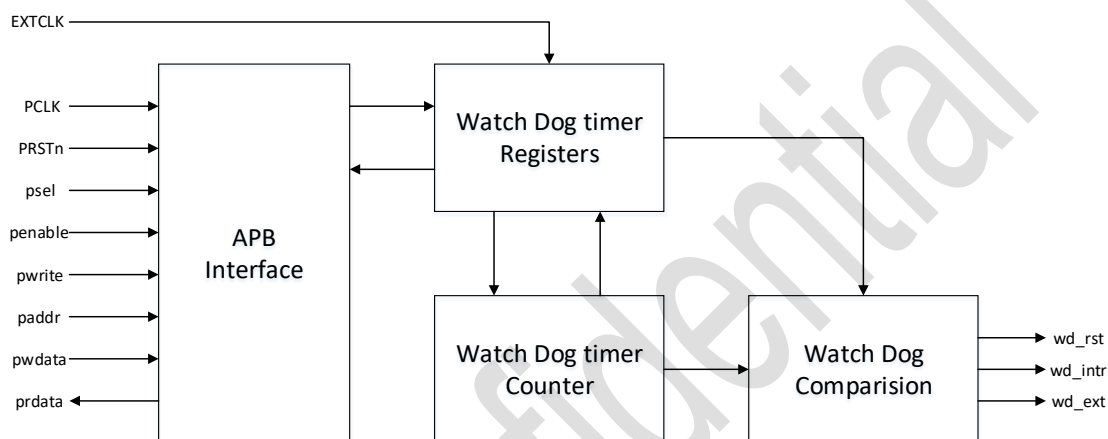 EXTCLK
PCLK
PRSTn
psel
penable
pwrite
paddr
pwdata
prdata
APB
Interface
Watch Dog timer
Registers
Watch Dog timer
Counter
Watch Dog
Comparision
wd_rst
wd_intr
wd_ext
fidential